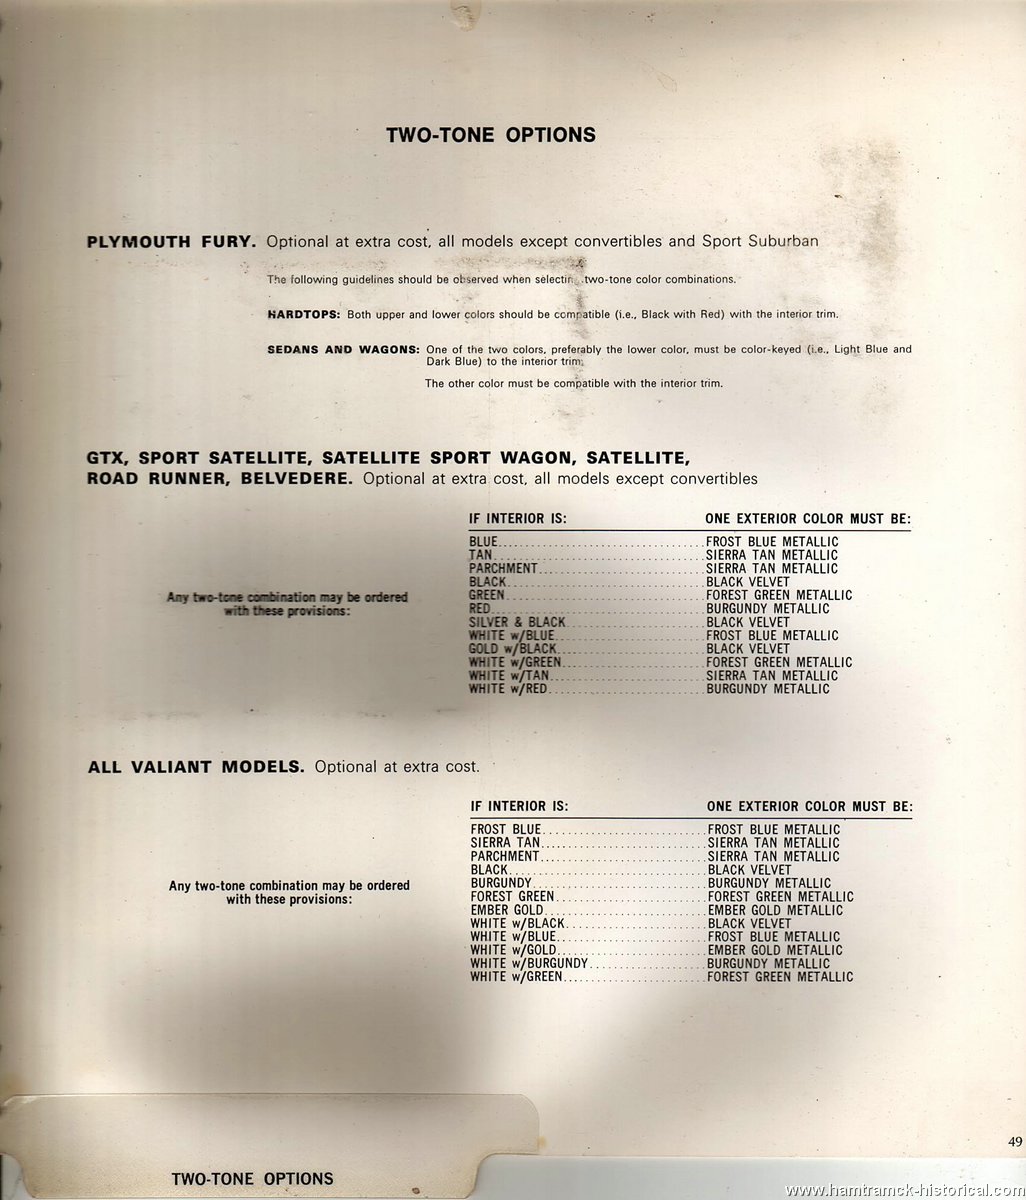 TWO-TONE OPTIONS
PLYMOUTH FURY. Optional at extra cost, all models except convertibles and Sport Suburban
The following guidelines should be observed when selecting two-tone color combinations.
HARDTOPS: Both upper and lower colors should be compatible (i.e., Black with Red) with the interior trim.
SEDANS AND WAGONS: One of the two colors, preferably the lower color, must be color-keyed (i.e., Light Blue and
Dark Blue) to the interior trim.
The other color must be compatible with the interior trim.
GTX, SPORT SATELLITE, SATELLITE SPORT WAGON, SATELLITE,
ROAD RUNNER, BELVEDERE. Optional at extra cost, all models except convertibles
IF INTERIOR IS: ONE EXTERIOR COLOR MUST BE:
BLUE FROST BLUE METALLIC
TAN SIERRA TAN METALLIC
PARCHMENT SIERRA TAN METALLIC
BLACK BLACK VELVET
GREEN FOREST GREEN METALLIC
RED BURGUNDY METALLIC
SILVER & BLACK BLACK VELVET
WHITE w/BLUE FROST BLUE METALLIC
GOLD w/BLACK BLACK VELVET
WHITE w/GREEN FOREST GREEN METALLIC
WHITE w/TAN SIERRA TAN METALLIC
WHITE w/RED BURGUNDY METALLIC
Any two-tone combination may be ordered
with these provisions:
ALL VALIANT MODELS. Optional at extra cost.
IF INTERIOR IS: ONE EXTERIOR COLOR MUST BE:
FROST BLUE FROST BLUE METALLIC
SIERRA TAN SIERRA TAN METALLIC
PARCHMENT SIERRA TAN METALLIC
BLACK BLACK VELVET
BURGUNDY BURGUNDY METALLIC
FOREST GREEN FOREST GREEN METALLIC
EMBER GOLD EMBER GOLD METALLIC
WHITE w/BLACK BLACK VELVET
WHITE w/BLUE FROST BLUE METALLIC
WHITE w/GOLD EMBER GOLD METALLIC
WHITE w/BURGUNDY BURGUNDY METALLIC
WHITE w/GREEN FOREST GREEN METALLIC
Any two-tone combination may be ordered
with these provisions:
49
TWO-TONE OPTIONS
www.hamtramck-historical.com